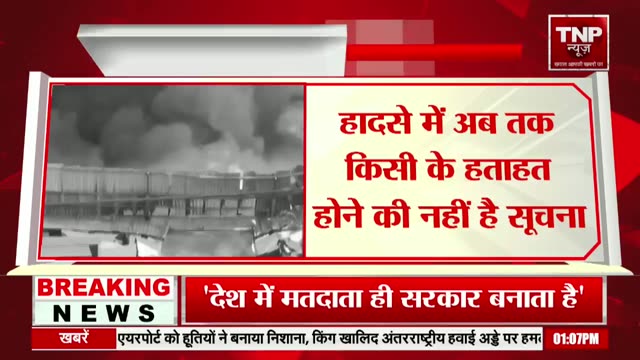 TNP
न्यूज़
हादसे में अब तक
किसी के हताहत
होने की नहीं है सूचना
BREAKING
NEWS
'देश में मतदाता ही सरकार बनाता है'
खबरें
एयरपोर्ट को हूतियों ने बनाया निशाना, किंग खालिद अंतरराष्ट्रीय हवाई अड्डे पर हमल
01:07PM